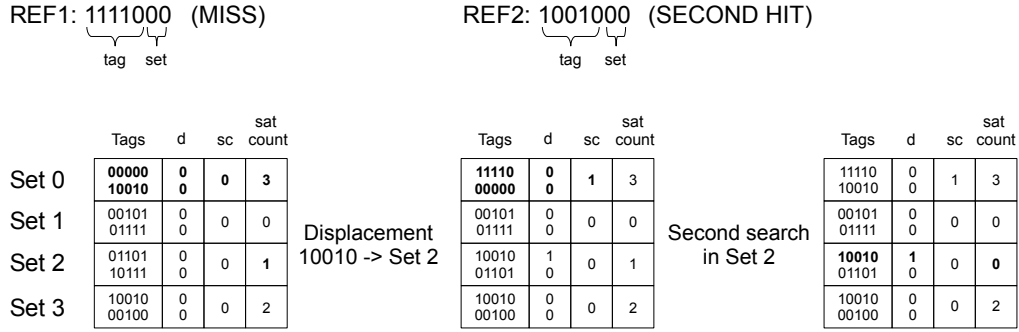 REF1: 1111000 (MISS)
tag set
REF2: 1001000 (SECOND HIT)
tag set
Tags d sc sat count
Set 0 00000 10010 0 0 0 3
Set 1 00101 01111 0 0 0 0
Set 2 01101 10111 0 0 0 1
Set 3 10010 00100 0 0 0 2
Displacement
10010 -> Set 2
Tags d sc sat count
11110 00000 0 0 1 3
00101 01111 0 0 0 0
10010 01101 1 0 0 1
10010 00100 0 0 0 2
Second search
in Set 2
Tags d sc sat count
11110 10010 0 0 1 3
00101 01111 0 0 0 0
10010 01101 1 0 0 0
10010 00100 0 0 0 2